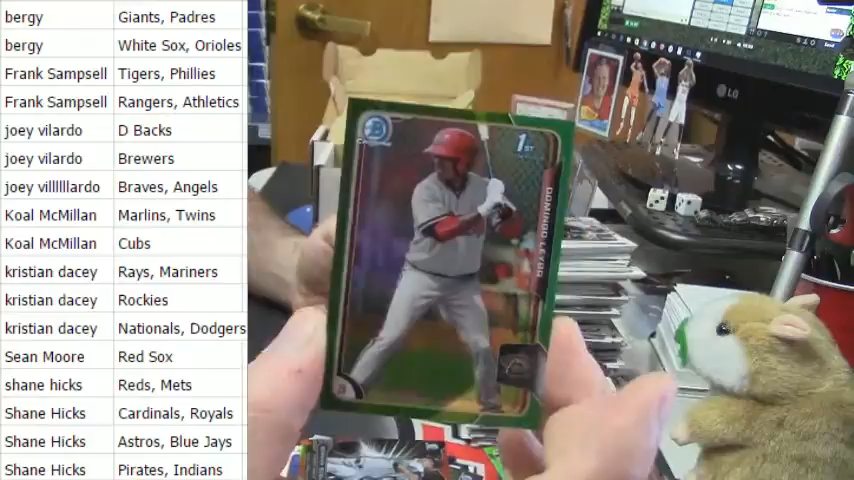 bergy Giants, Padres
bergy White Sox, Orioles
Frank Sampsell Tigers, Phillies
Frank Sampsell Rangers, Athletics
joey vilardo D Backs
joey vilardo Brewers
joey villllllardo Braves, Angels
Koal McMillan Marlins, Twins
Koal McMillan Cubs
kristian dacey Rays, Mariners
kristian dacey Rockies
kristian dacey Nationals, Dodgers
Sean Moore Red Sox
shane hicks Reds, Mets
Shane Hicks Cardinals, Royals
Shane Hicks Astros, Blue Jays
Shane Hicks Pirates, Indians
B
1ST
DOMINGO LEYBA
LG